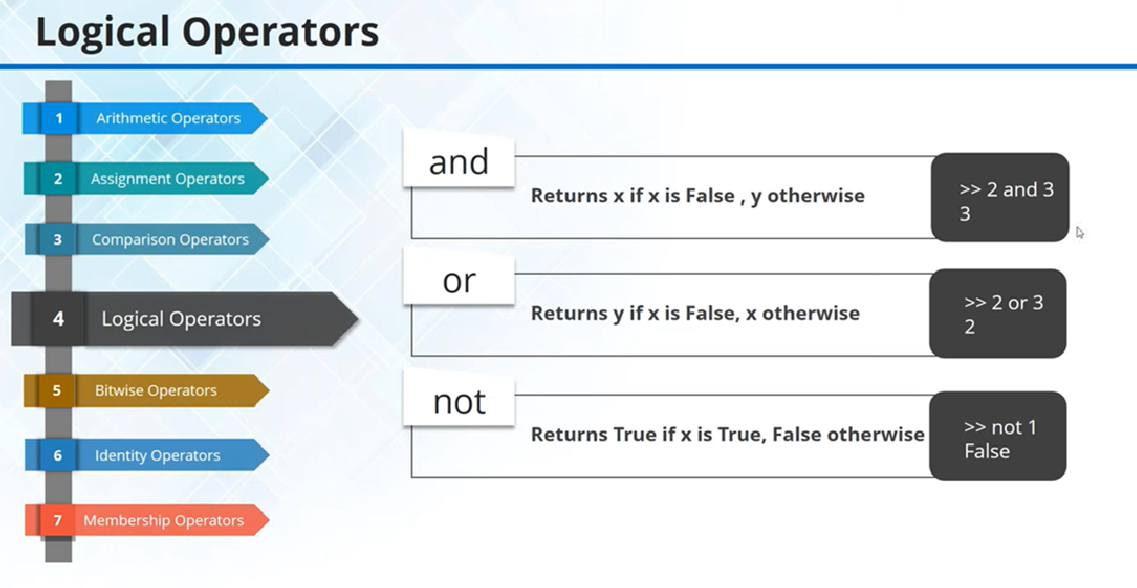 Logical Operators
1 Arithmetic Operators
2 Assignment Operators
3 Comparison Operators
4 Logical Operators
5 Bitwise Operators
6 Identity Operators
7 Membership Operators
and
Returns x if x is False , y otherwise
>> 2 and 3
3
or
Returns y if x is False, x otherwise
>> 2 or 3
2
not
Returns True if x is True, False otherwise
>> not 1
False